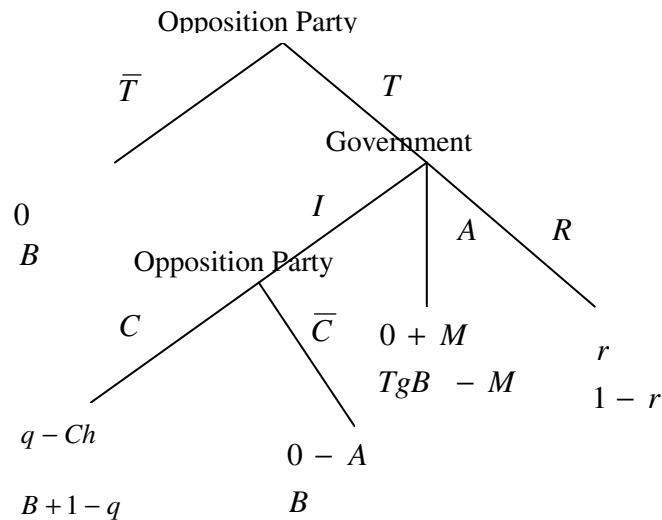 Opposition Party
T̅ T
Government
0
B
I A R
Opposition Party
C C̅
0 + M
TgB - M
r
1 - r
q - Ch
B + 1 - q
0 - A
B